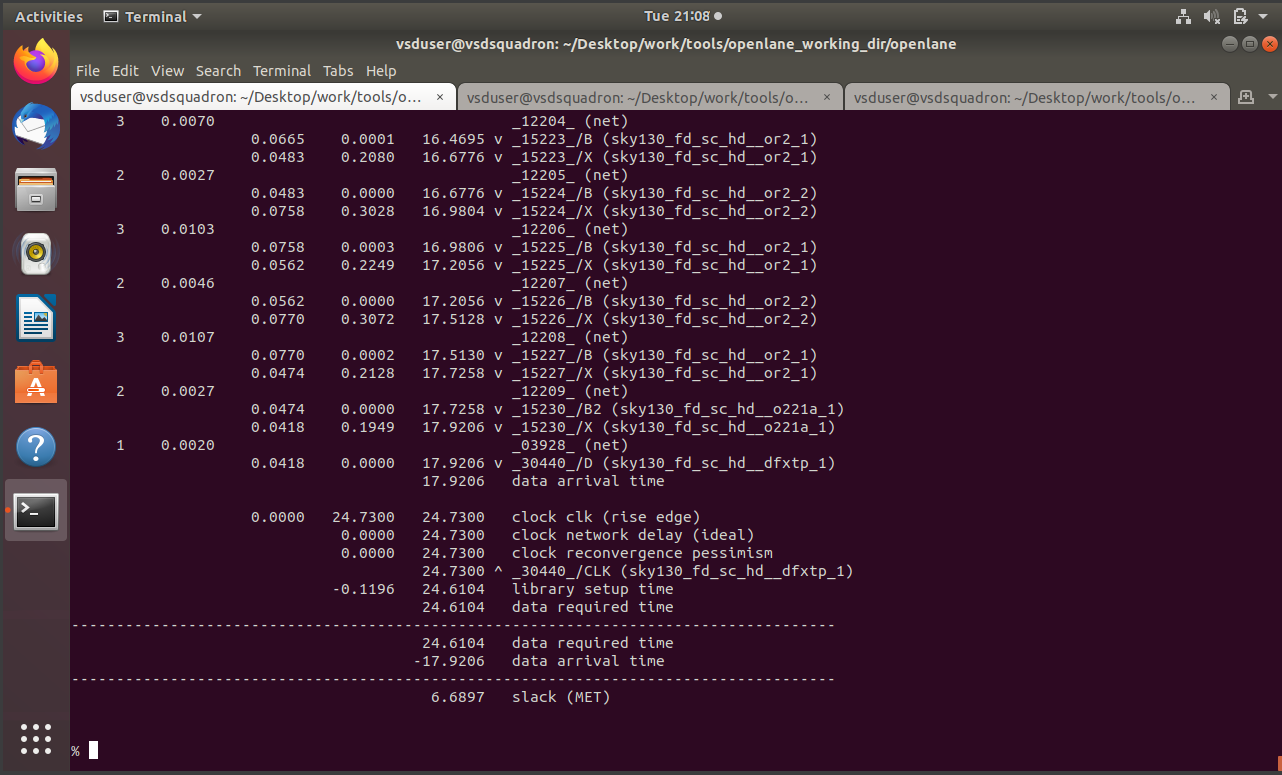 Activities Terminal Tue 21:08
vsduser@vsdsquadron: ~/Desktop/work/tools/openlane_working_dir/openlane
File Edit View Search Terminal Tabs Help
vsduser@vsdsquadron: ~/Desktop/work/tools/o... × vsduser@vsdsquadron: ~/Desktop/work/tools/o... × vsduser@vsdsquadron: ~/Desktop/work/tools/o... ×
3 0.0070 _12204_ (net)
0.0665 0.0001 16.4695 v _15223_/B (sky130_fd_sc_hd__or2_1)
0.0483 0.2080 16.6776 v _15223_/X (sky130_fd_sc_hd__or2_1)
2 0.0027 _12205_ (net)
0.0483 0.0000 16.6776 v _15224_/B (sky130_fd_sc_hd__or2_2)
0.0758 0.3028 16.9804 v _15224_/X (sky130_fd_sc_hd__or2_2)
3 0.0103 _12206_ (net)
0.0758 0.0003 16.9806 v _15225_/B (sky130_fd_sc_hd__or2_1)
0.0562 0.2249 17.2056 v _15225_/X (sky130_fd_sc_hd__or2_1)
2 0.0046 _12207_ (net)
0.0562 0.0000 17.2056 v _15226_/B (sky130_fd_sc_hd__or2_2)
0.0770 0.3072 17.5128 v _15226_/X (sky130_fd_sc_hd__or2_2)
3 0.0107 _12208_ (net)
0.0770 0.0002 17.5130 v _15227_/B (sky130_fd_sc_hd__or2_1)
0.0474 0.2128 17.7258 v _15227_/X (sky130_fd_sc_hd__or2_1)
2 0.0027 _12209_ (net)
0.0474 0.0000 17.7258 v _15230_/B2 (sky130_fd_sc_hd__o221a_1)
0.0418 0.1949 17.9206 v _15230_/X (sky130_fd_sc_hd__o221a_1)
1 0.0020 _03928_ (net)
0.0418 0.0000 17.9206 v _30440_/D (sky130_fd_sc_hd__dfxtp_1)
17.9206 data arrival time
0.0000 24.7300 24.7300 clock clk (rise edge)
0.0000 24.7300 clock network delay (ideal)
0.0000 24.7300 clock reconvergence pessimism
24.7300 ^ _30440_/CLK (sky130_fd_sc_hd__dfxtp_1)
-0.1196 24.6104 library setup time
24.6104 data required time
-------------------------------------------------------------------------------------
24.6104 data required time
-17.9206 data arrival time
-------------------------------------------------------------------------------------
6.6897 slack (MET)
%